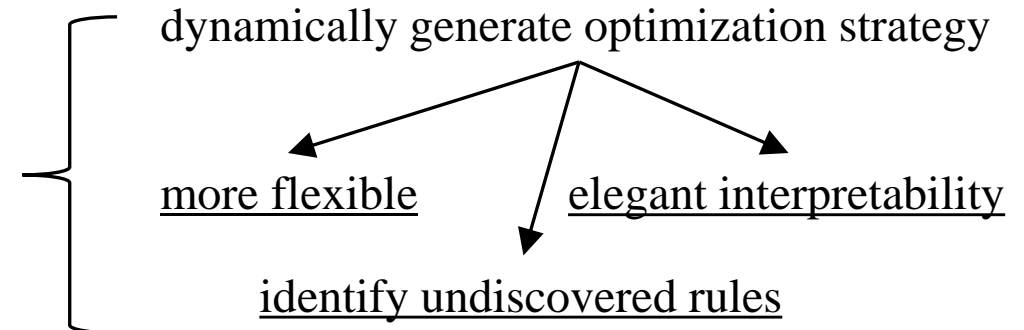 dynamically generate optimization strategy
more flexible elegant interpretability
identify undiscovered rules